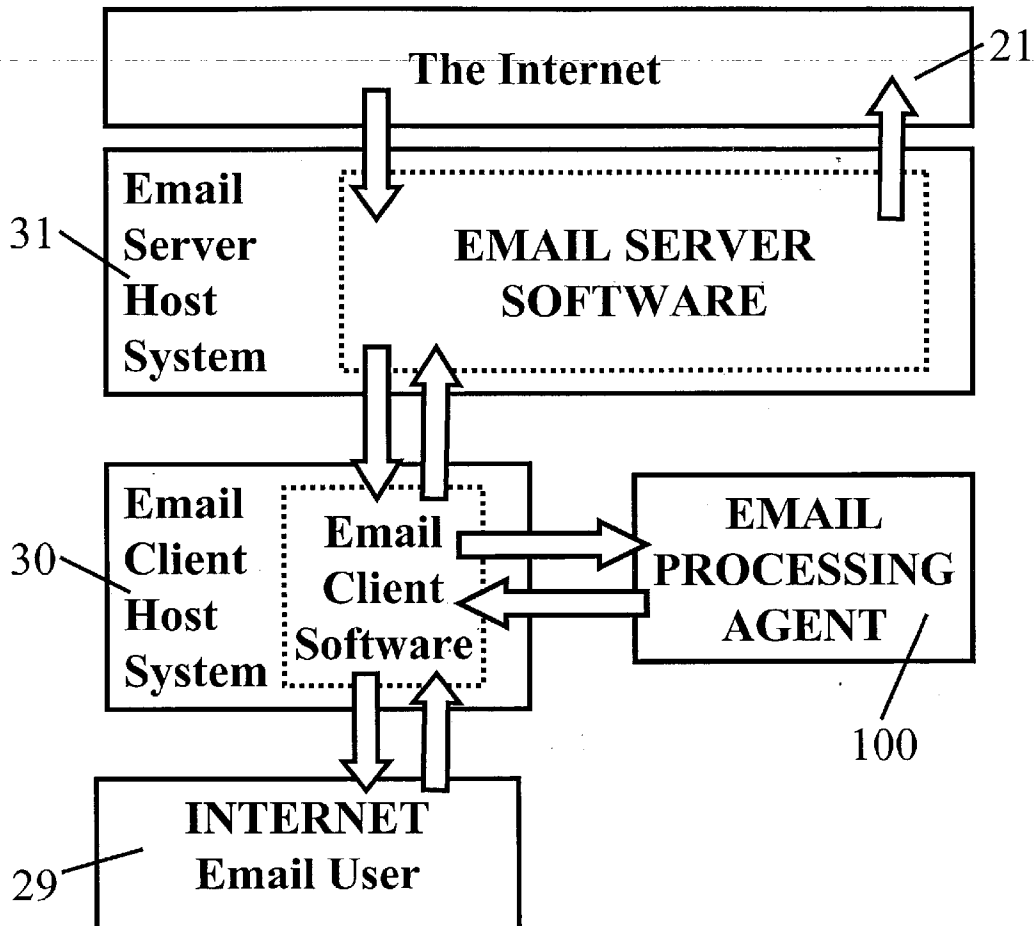 The Internet
21
Email
Server
Host
System
31
EMAIL SERVER
SOFTWARE
Email
Client
Host
System
30
Email
Client
Software
EMAIL
PROCESSING
AGENT
100
INTERNET
Email User
29